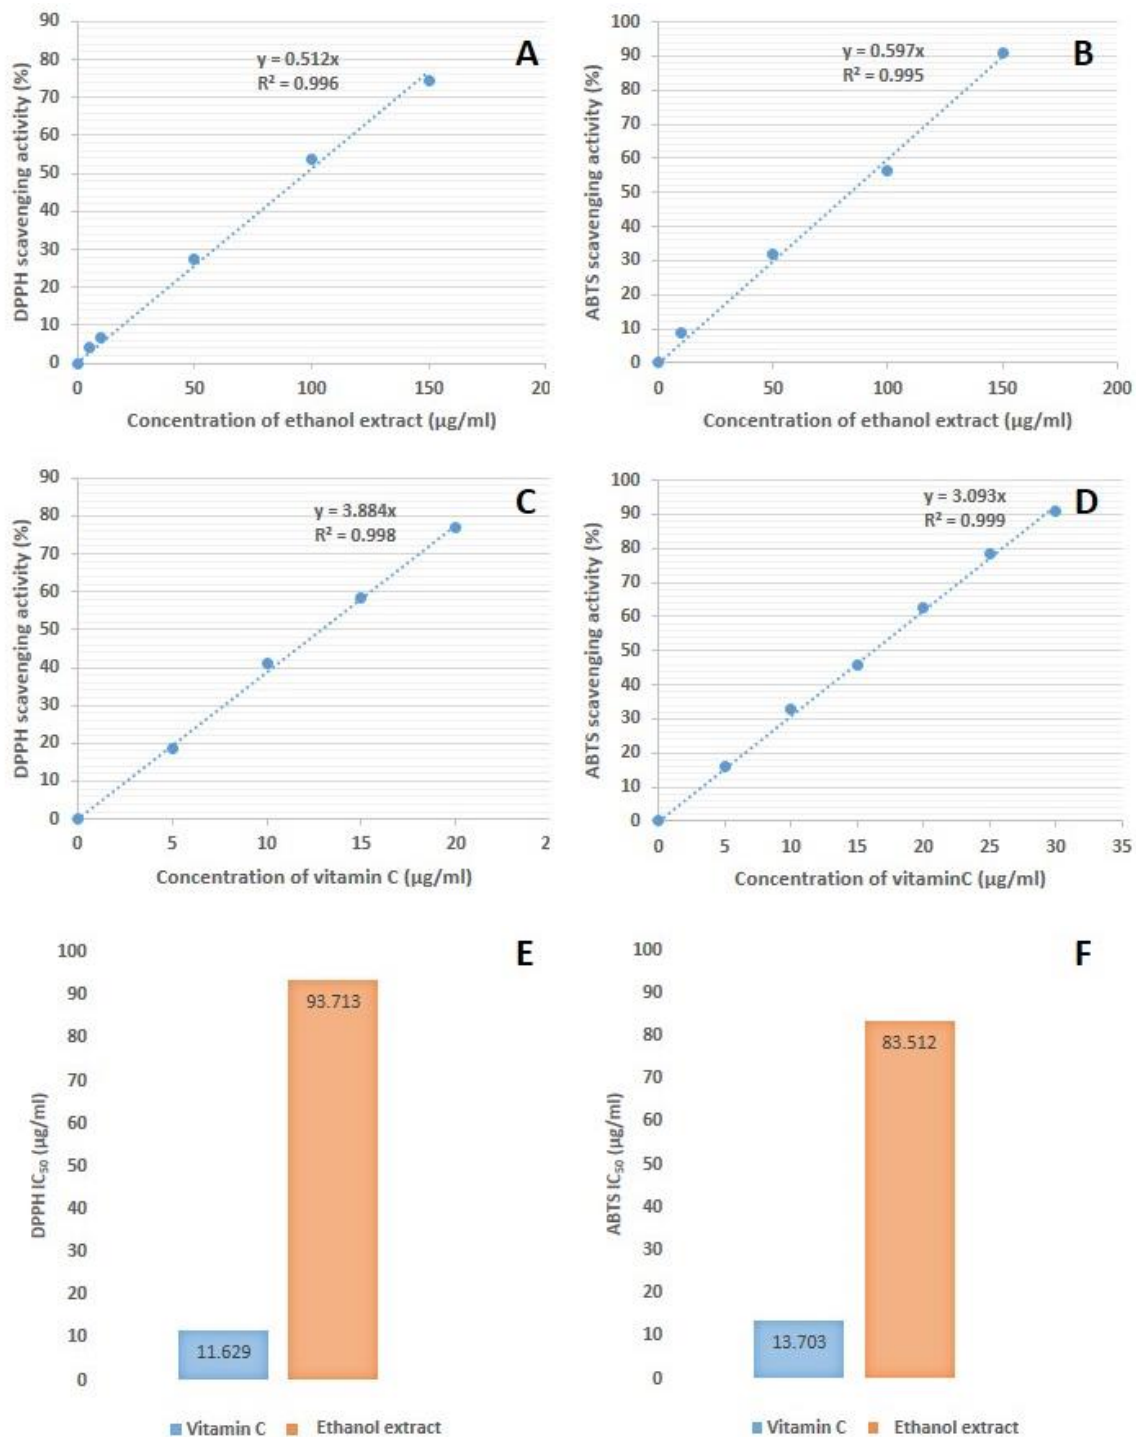 A
y = 0.512x
R² = 0.996
DPPH scavenging activity (%)
90
80
70
60
50
40
30
20
10
0
0 50 100 150 20
Concentration of ethanol extract (µg/ml)
B
y = 0.597x
R² = 0.995
ABTS scavenging activity (%)
100
90
80
70
60
50
40
30
20
10
0
0 50 100 150 200
Concentration of ethanol extract (µg/ml)
C
y = 3.884x
R² = 0.998
DPPH scavenging activity (%)
90
80
70
60
50
40
30
20
10
0
0 5 10 15 20 2
Concentration of vitamin C (µg/ml)
D
y = 3.093x
R² = 0.999
ABTS scavenging activity (%)
100
90
80
70
60
50
40
30
20
10
0
0 5 10 15 20 25 30 35
Concentration of vitaminC (µg/ml)
E
DPPH IC₅₀ (µg/ml)
100
90
80
70
60
50
40
30
20
10
0
93.713
11.629
Vitamin C Ethanol extract
F
ABTS IC₅₀ (µg/ml)
100
90
80
70
60
50
40
30
20
10
0
83.512
13.703
Vitamin C Ethanol extract